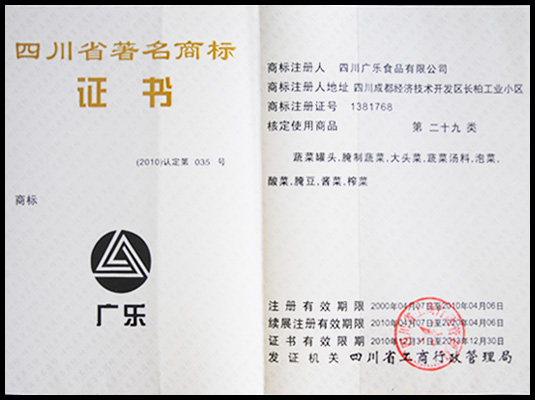 四川省著名商标
证书
(2010)认定第 035 号
商标
广乐
商标注册人 四川广乐食品有限公司
商标注册人地址 四川成都经济技术开发区长柏工业小区
商标注册证号 1381768
核定使用商品 第 二十九 类
蔬菜罐头,腌制蔬菜,大头菜,蔬菜汤料,泡菜,
酸菜,腌豆,酱菜,榨菜
注册有效期限 2000年04月07日至2010年04月06日
续展注册有效期限 2010年04月07日至2020年04月06日
证书有效期 2010年12月31日至2013年12月30日
发证机关 四川省工商行政管理局